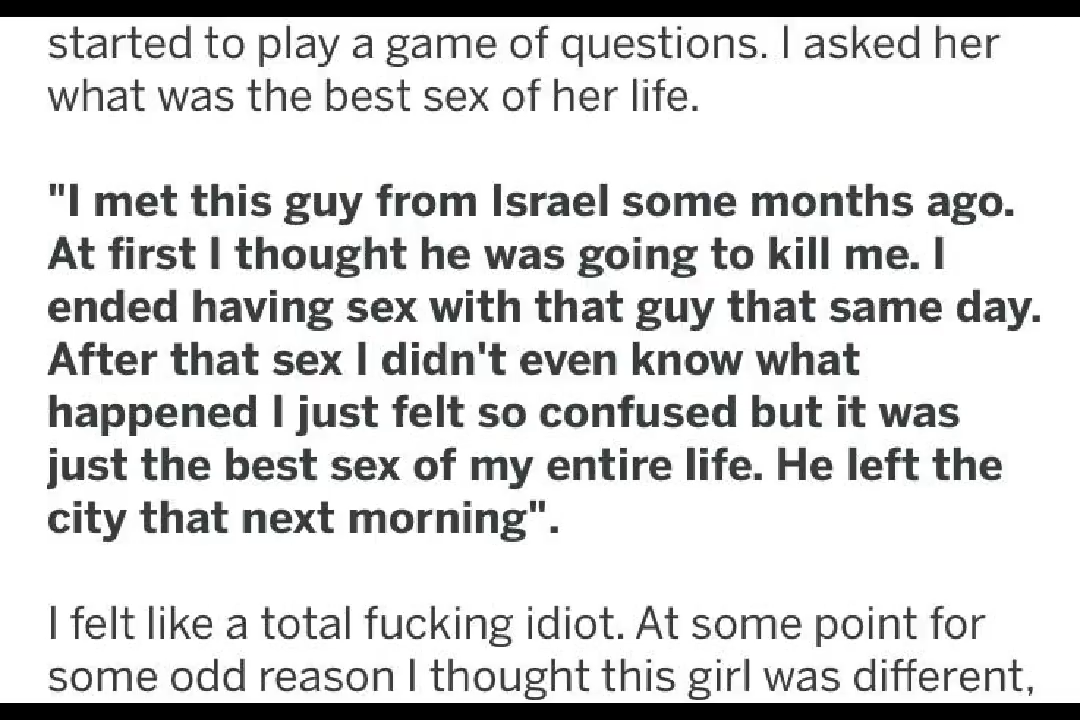 started to play a game of questions. I asked her
what was the best sex of her life.
"I met this guy from Israel some months ago.
At first I thought he was going to kill me. I
ended having sex with that guy that same day.
After that sex I didn't even know what
happened I just felt so confused but it was
just the best sex of my entire life. He left the
city that next morning".
I felt like a total fucking idiot. At some point for
some odd reason I thought this girl was different,